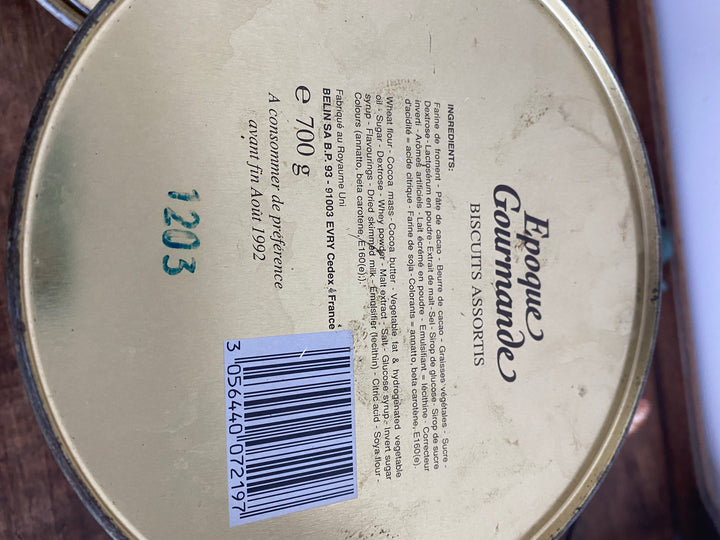 Epoque
Gourmande
BISCUITS ASSORTIS
INGREDIENTS:
Farine de froment - Pâte de cacao - Beurre de cacao - Graisses végétales - Sucre -
Dextrose - Lactosérum en poudre - Extrait de malt - Sel - Sirop de glucose - Sirop de sucre
inverti - Arômes artificiels - Lait écrémé en poudre - Emulsifiant = lécithine - Correcteur
d'acidité = acide citrique - Farine de soja - Colorants = annatto, beta carotène, E160(e).
Wheat flour - Cocoa mass - Cocoa butter - Vegetable fat & hydrogenated vegetable
oil - Sugar - Dextrose - Whey powder - Malt extract - Salt - Glucose syrup - Invert sugar
syrup - Flavourings - Dried skimmed milk - Emulsifier (lecithin) - Citric acid - Soya flour -
Colours (annatto, beta carotene, E160(e).).
Fabriqué au Royaume Uni
BELIN SA B.P. 93 - 91003 EVRY Cedex France
e 700 g
A consommer de préférence
avant fin Août 1992
1203
3 056440 072197